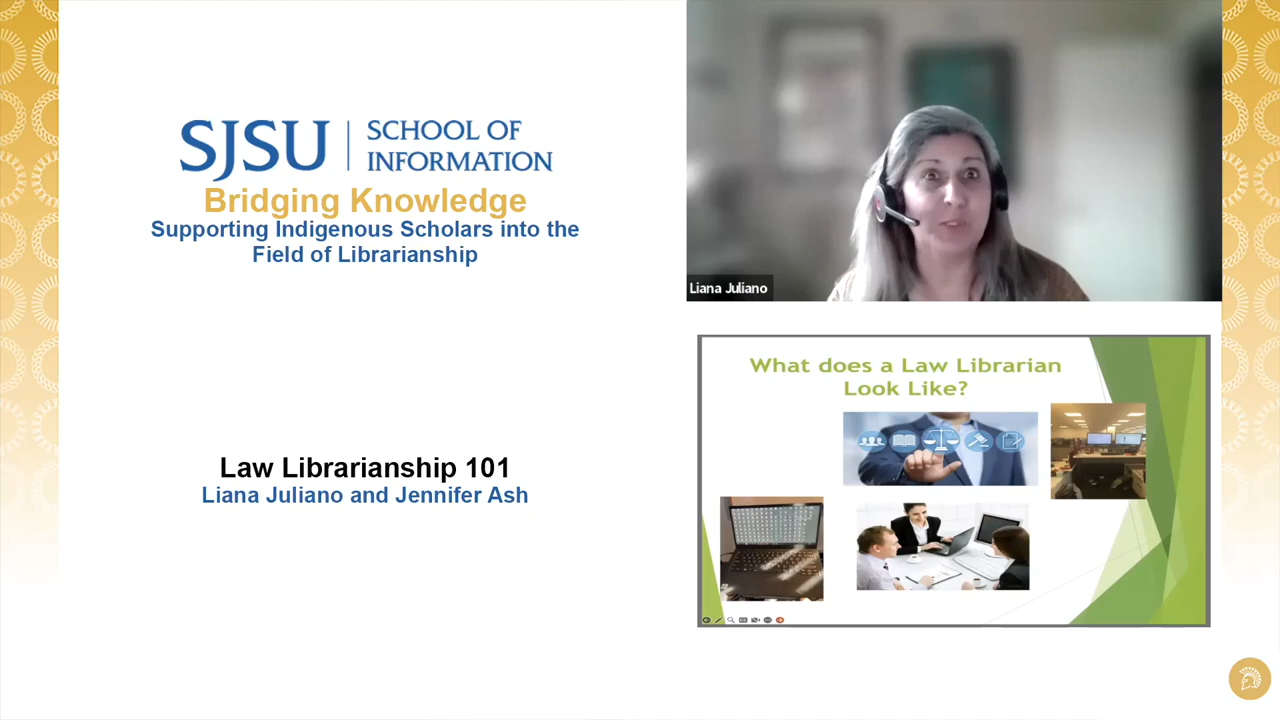 SJSU
SCHOOL OF
INFORMATION
Bridging Knowledge
Supporting Indigenous Scholars into the
Field of Librarianship
Law Librarianship 101
Liana Juliano and Jennifer Ash
Liana Juliano
What does a Law Librarian
Look Like?